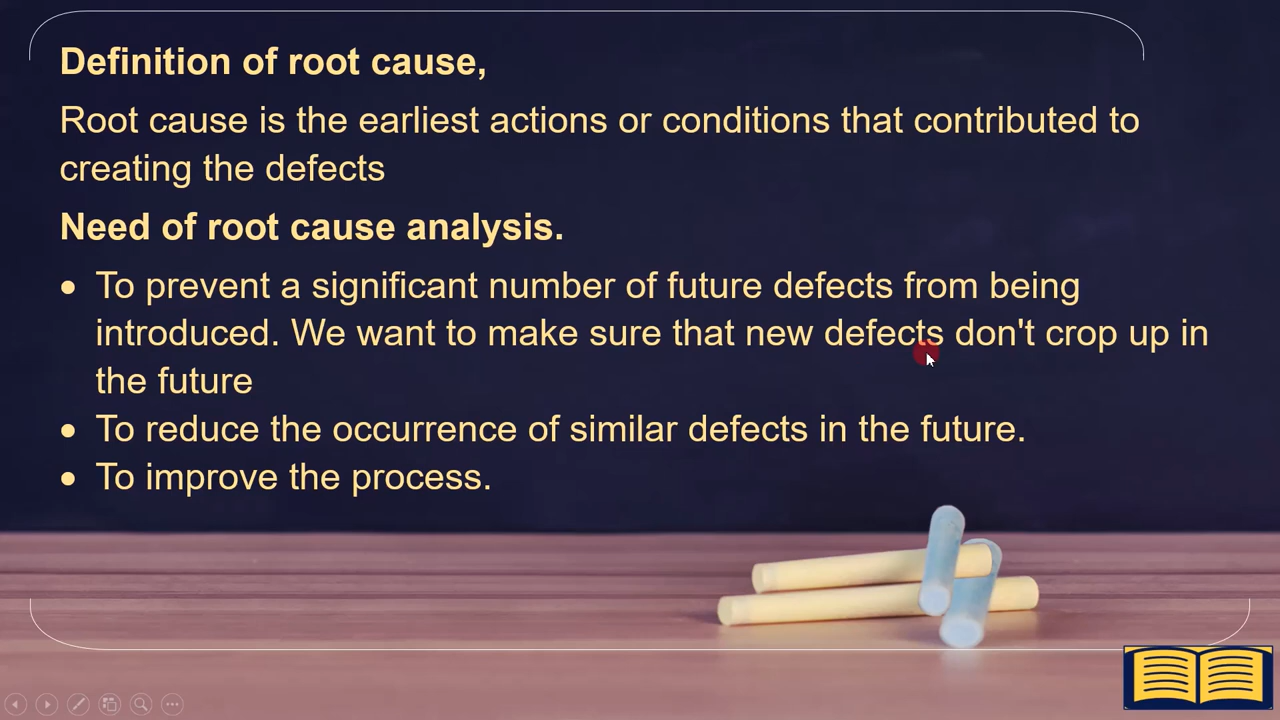 Definition of root cause,
Root cause is the earliest actions or conditions that contributed to
creating the defects
Need of root cause analysis.
• To prevent a significant number of future defects from being
introduced. We want to make sure that new defects don't crop up in
the future
• To reduce the occurrence of similar defects in the future.
• To improve the process.